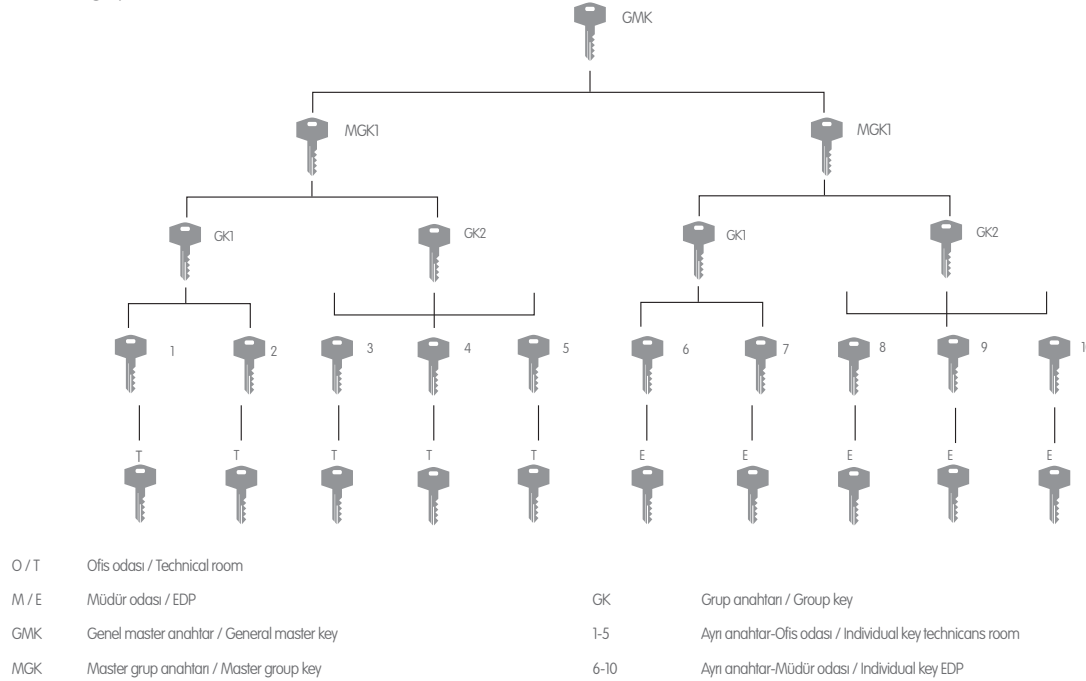 GMK
MGK1 MGK1
GK1 GK2 GK1 GK2
1 2 3 4 5 6 7 8 9 1
T T T T T E E E E E
O / T Ofis odası / Technical room
M / E Müdür odası / EDP
GMK Genel master anahtar / General master key
MGK Master grup anahtarı / Master group key
GK Grup anahtarı / Group key
1-5 Ayrı anahtar-Ofis odası / Individual key technicans room
6-10 Ayrı anahtar-Müdür odası / Individual key EDP